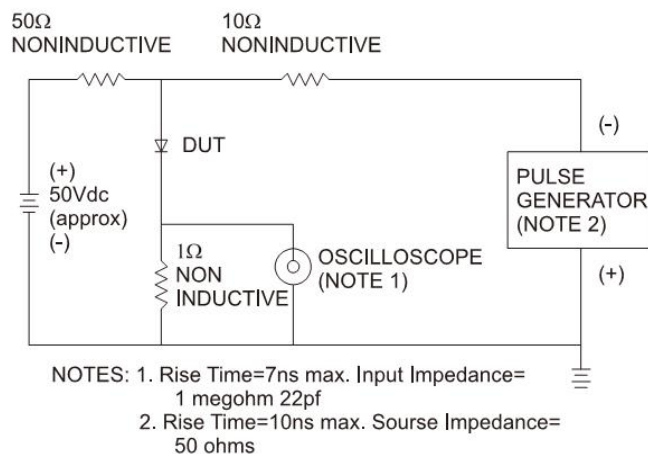 50Ω
NONINDUCTIVE
10Ω
NONINDUCTIVE
DUT
(+)
50Vdc
(approx)
(-)
1Ω
NON
INDUCTIVE
OSCILLOSCOPE
(NOTE 1)
(-)
PULSE
GENERATOR
(NOTE 2)
(+)
NOTES: 1. Rise Time=7ns max. Input Impedance=
1 megohm 22pf
2. Rise Time=10ns max. Sourse Impedance=
50 ohms